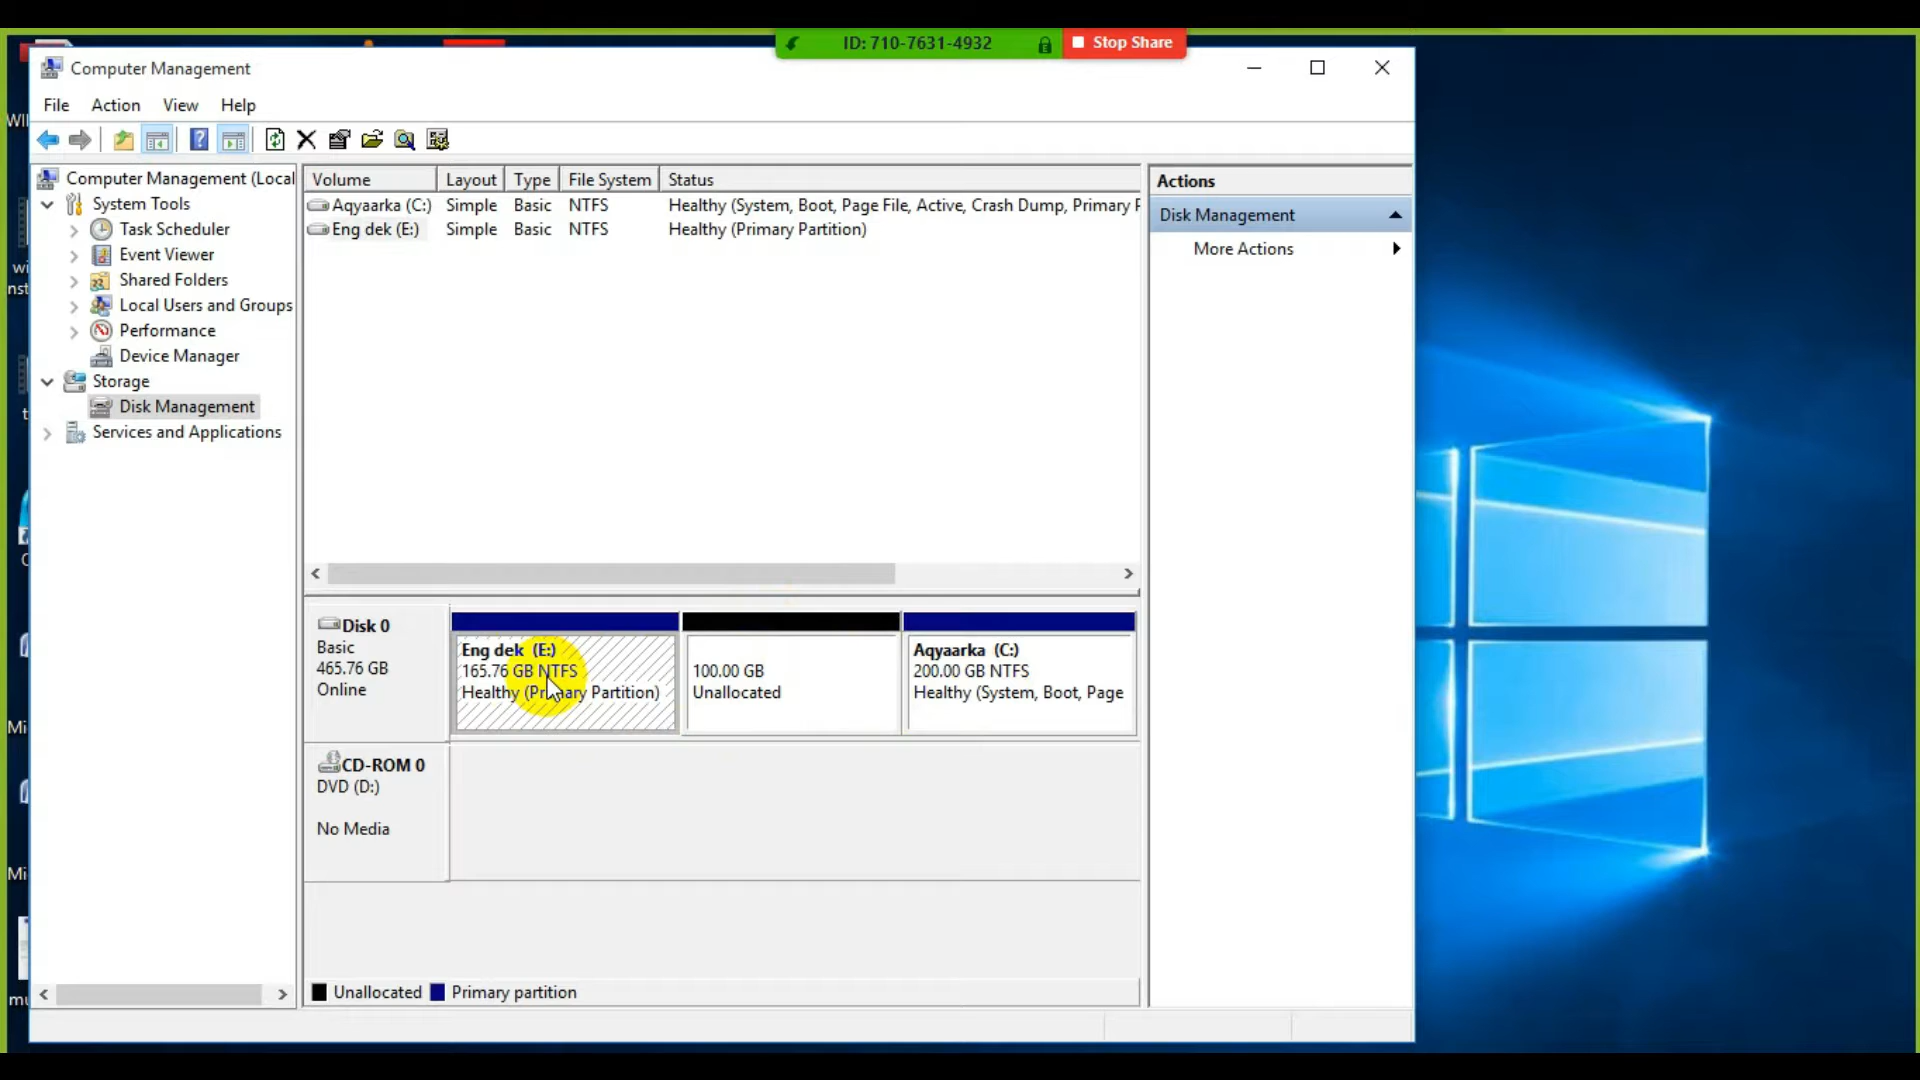 ID: 710-7631-4932
Stop Share
Computer Management
File Action View Help
Computer Management (Local
System Tools
Task Scheduler
Event Viewer
Shared Folders
Local Users and Groups
Performance
Device Manager
Storage
Disk Management
Services and Applications
Volume Layout Type File System Status
Aqyaarka (C:) Simple Basic NTFS Healthy (System, Boot, Page File, Active, Crash Dump, Primary P
Eng dek (E:) Simple Basic NTFS Healthy (Primary Partition)
Disk 0
Basic
465.76 GB
Online
Eng dek (E:)
165.76 GB NTFS
Healthy (Primary Partition)
100.00 GB
Unallocated
Aqyaarka (C:)
200.00 GB NTFS
Healthy (System, Boot, Page
CD-ROM 0
DVD (D:)
No Media
Unallocated Primary partition
Actions
Disk Management
More Actions